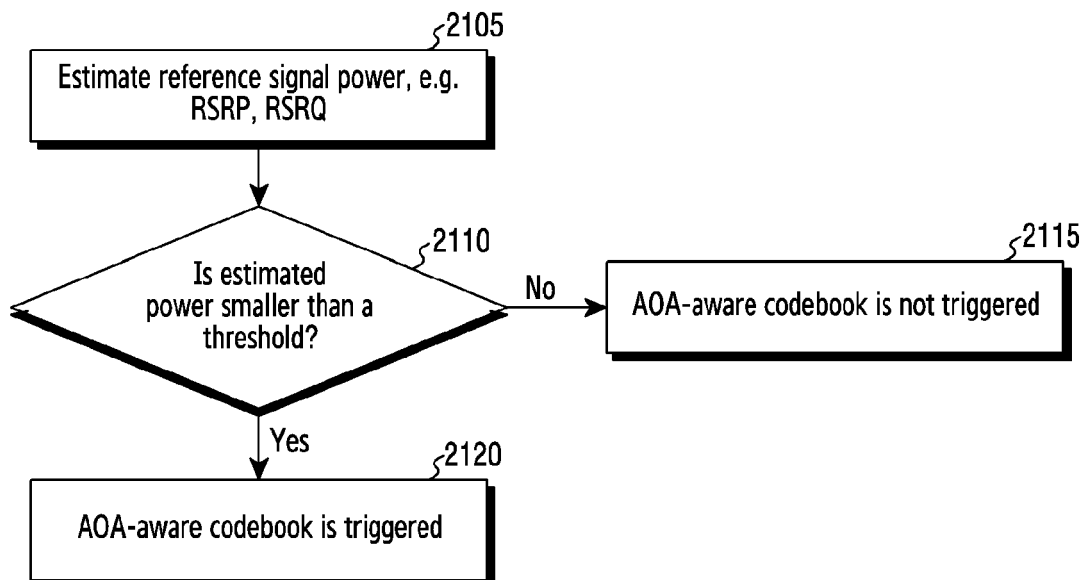 2105
Estimate reference signal power, e.g.
RSRP, RSRQ
2110
Is estimated
power smaller than a
threshold?
No
2115
AOA-aware codebook is not triggered
Yes
2120
AOA-aware codebook is triggered